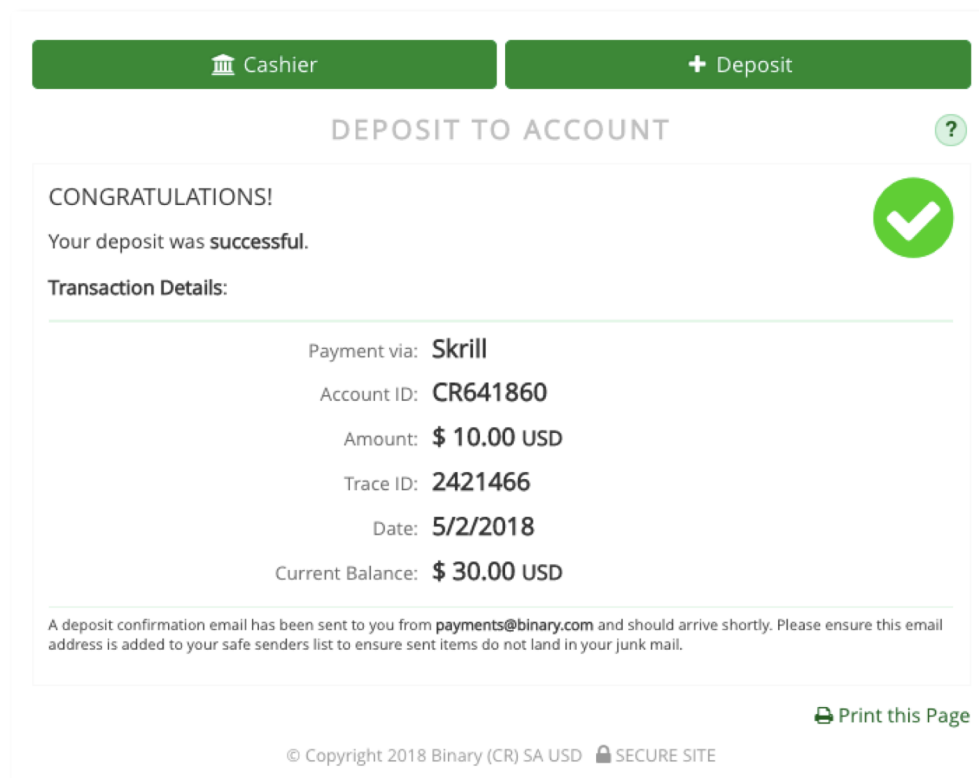 Cashier
Deposit
DEPOSIT TO ACCOUNT
?
CONGRATULATIONS!
Your deposit was successful.
Transaction Details:
Payment via: Skrill
Account ID: CR641860
Amount: $ 10.00 USD
Trace ID: 2421466
Date: 5/2/2018
Current Balance: $ 30.00 USD
A deposit confirmation email has been sent to you from payments@binary.com and should arrive shortly. Please ensure this email
address is added to your safe senders list to ensure sent items do not land in your junk mail.
Print this Page
© Copyright 2018 Binary (CR) SA USD SECURE SITE